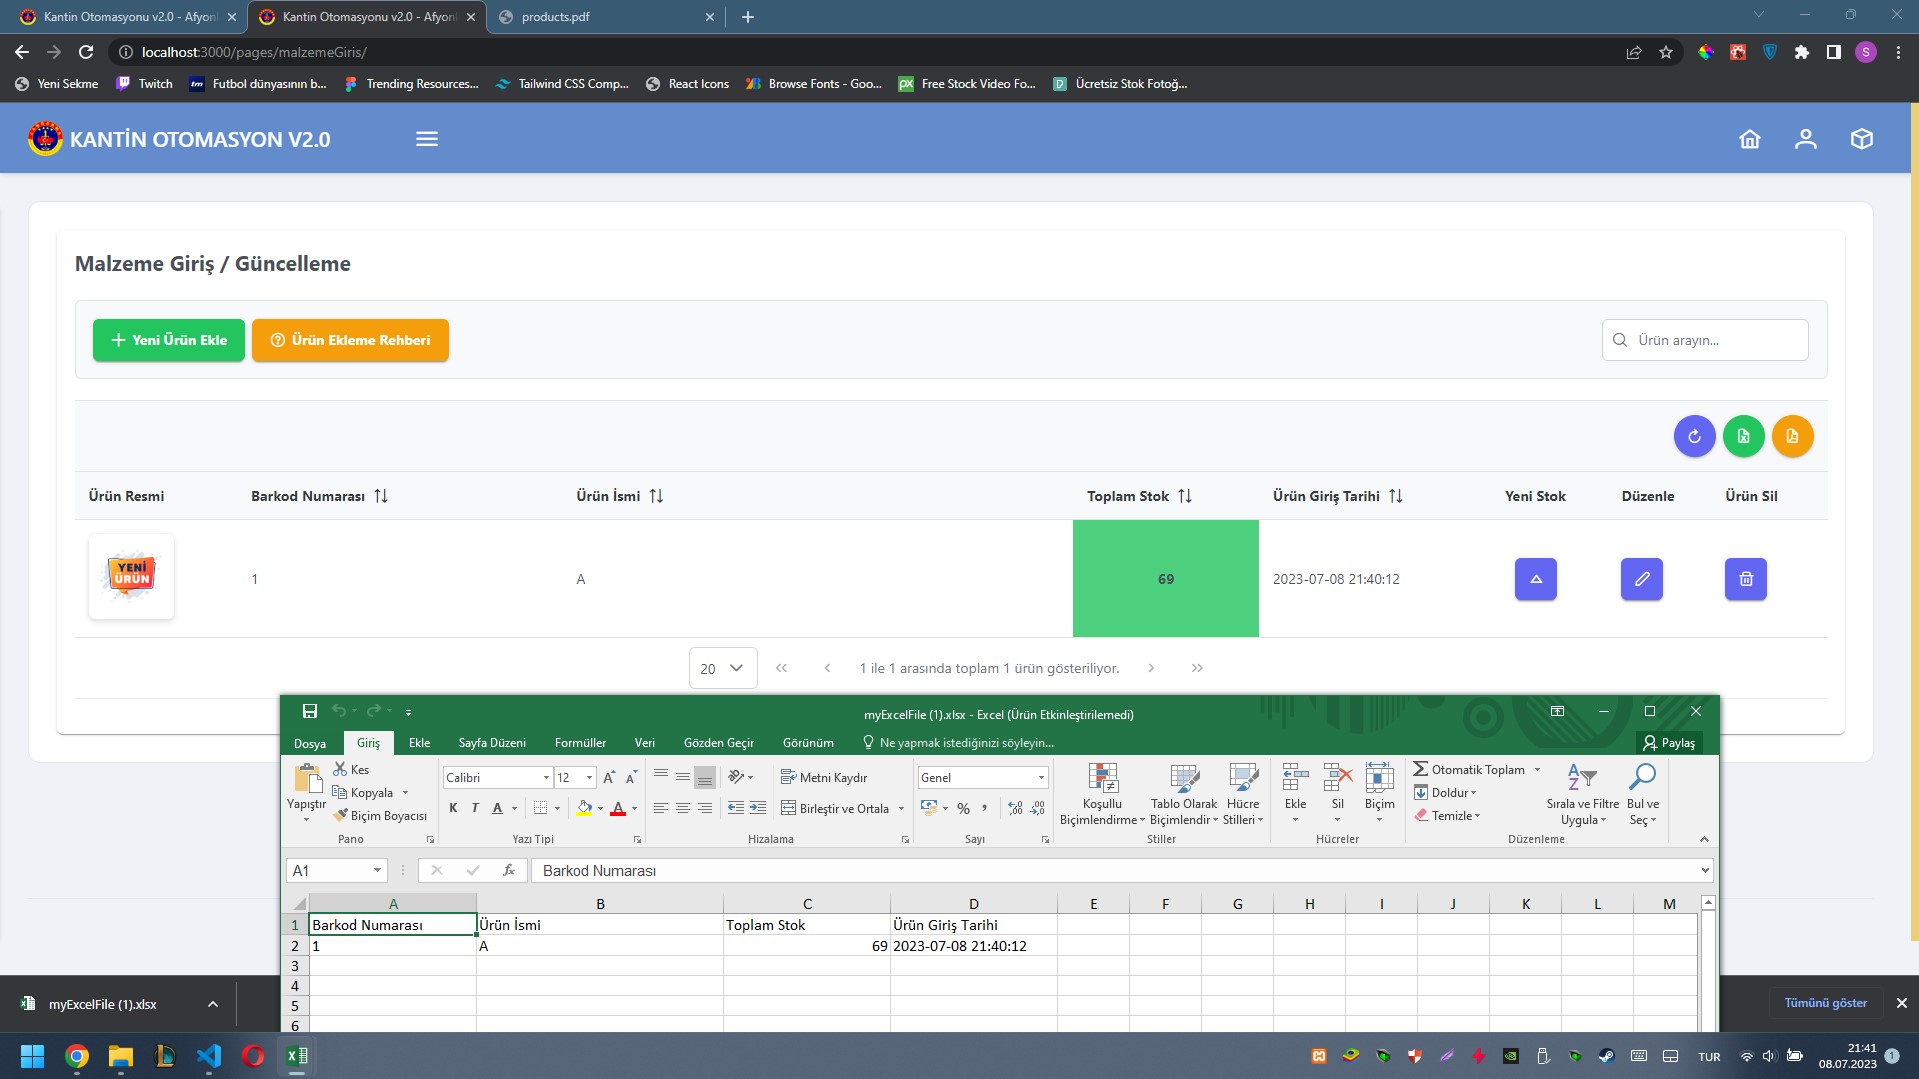 Kantin Otomasyonu v2.0 - Afyonk
Kantin Otomasyonu v2.0 - Afyonk
products.pdf
localhost:3000/pages/malzemeGiris/
S
Yeni Sekme
Twitch
tm
Futbol dünyasının b...
Trending Resources...
Tailwind CSS Comp...
React Icons
Browse Fonts - Goo...
px
Free Stock Video Fo...
Ücretsiz Stok Fotoğ...
KANTİN OTOMASYON V2.0
Malzeme Giriş / Güncelleme
Yeni Ürün Ekle
Ürün Ekleme Rehberi
Ürün arayın...
Ürün Resmi
Barkod Numarası
Ürün İsmi
Toplam Stok
Ürün Giriş Tarihi
Yeni Stok
Düzenle
Ürün Sil
YENİ
ÜRÜN
1
A
69
2023-07-08 21:40:12
20
1 ile 1 arasında toplam 1 ürün gösteriliyor.
myExcelFile (1).xlsx - Excel (Ürün Etkinleştirilemedi)
Dosya
Giriş
Ekle
Sayfa Düzeni
Formüller
Veri
Gözden Geçir
Görünüm
Ne yapmak istediğinizi söyleyin...
Paylaş
Yapıştır
Kes
Kopyala
Biçim Boyacısı
Pano
Calibri
12
K T A
Yazı Tipi
Metni Kaydır
Birleştir ve Ortala
Hizalama
Genel
Sayı
Koşullu
Biçimlendirme
Tablo Olarak
Biçimlendir
Hücre
Stilleri
Stiller
Ekle
Sil
Biçim
Hücreler
Otomatik Toplam
Doldur
Temizle
Sırala ve Filtre
Uygula
Bul ve
Seç
Düzenleme
A1
fx
Barkod Numarası
A B C D E F G H I J K L M
1 Barkod Numarası Ürün İsmi Toplam Stok Ürün Giriş Tarihi
2 1 A 69 2023-07-08 21:40:12
3
4
5
6
myExcelFile (1).xlsx
Tümünü göster
TUR
21:41
08.07.2023
1